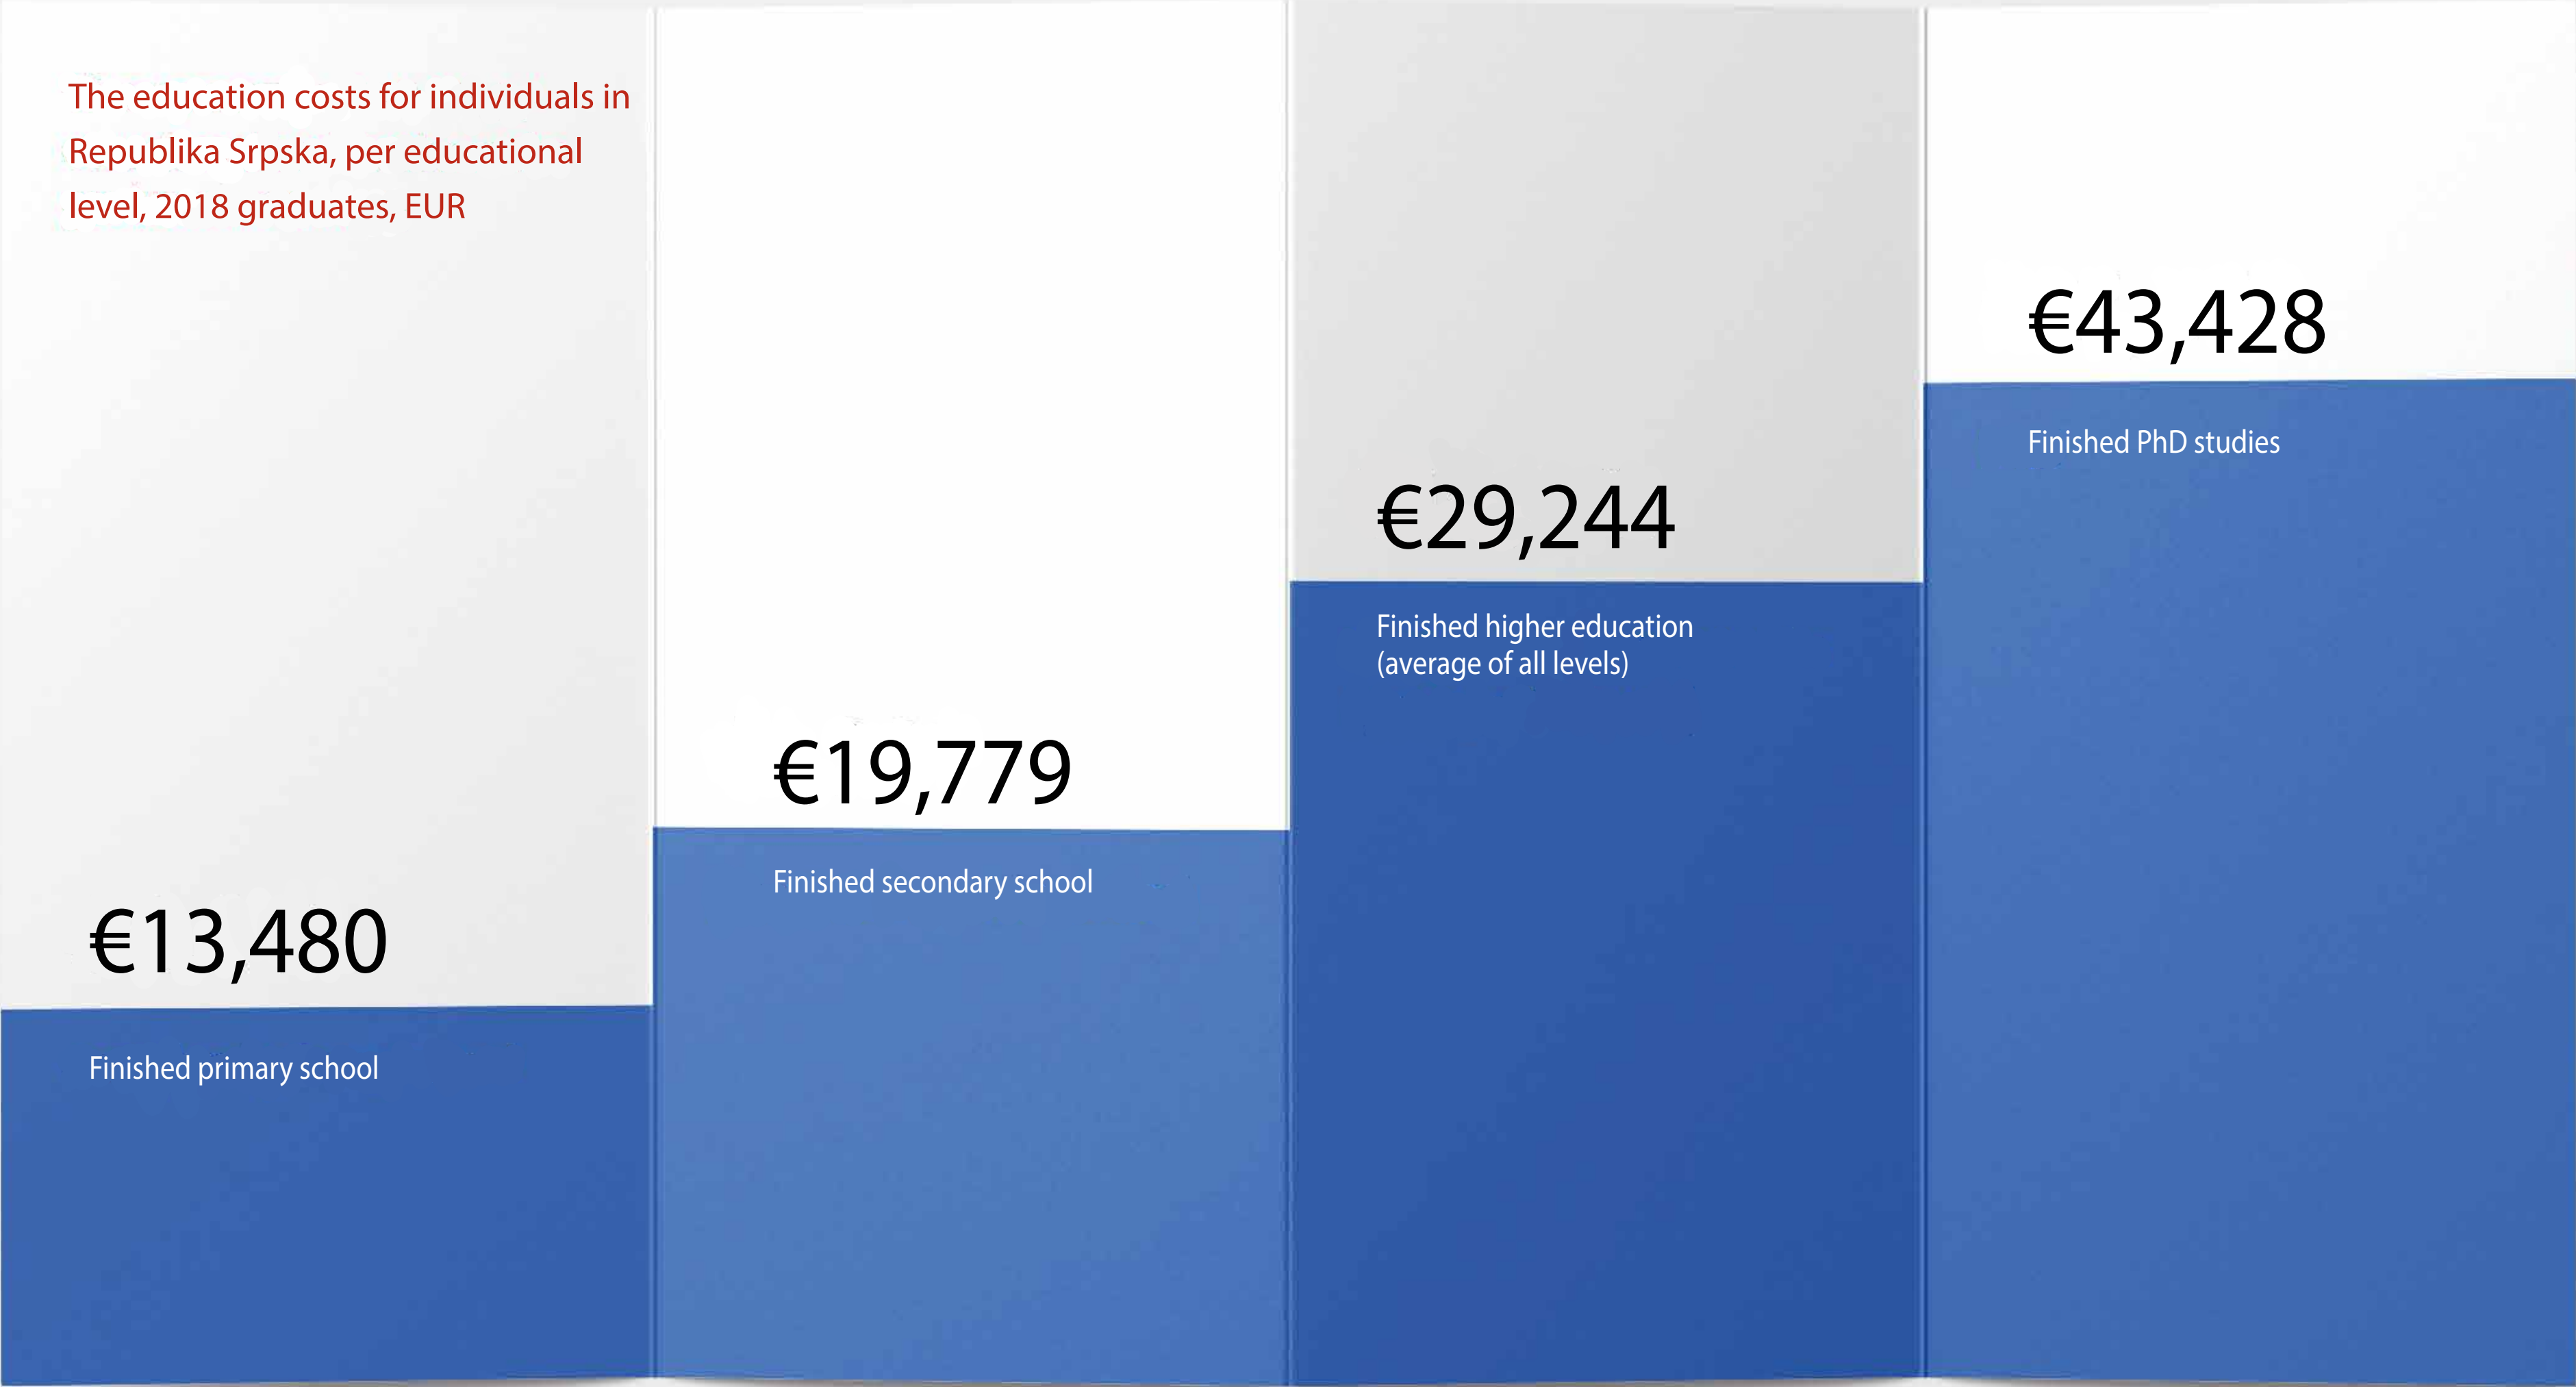 The education costs for individuals in
Republika Srpska, per educational
level, 2018 graduates, EUR
€13,480
Finished primary school
€19,779
Finished secondary school
€29,244
Finished higher education
(average of all levels)
€43,428
Finished PhD studies